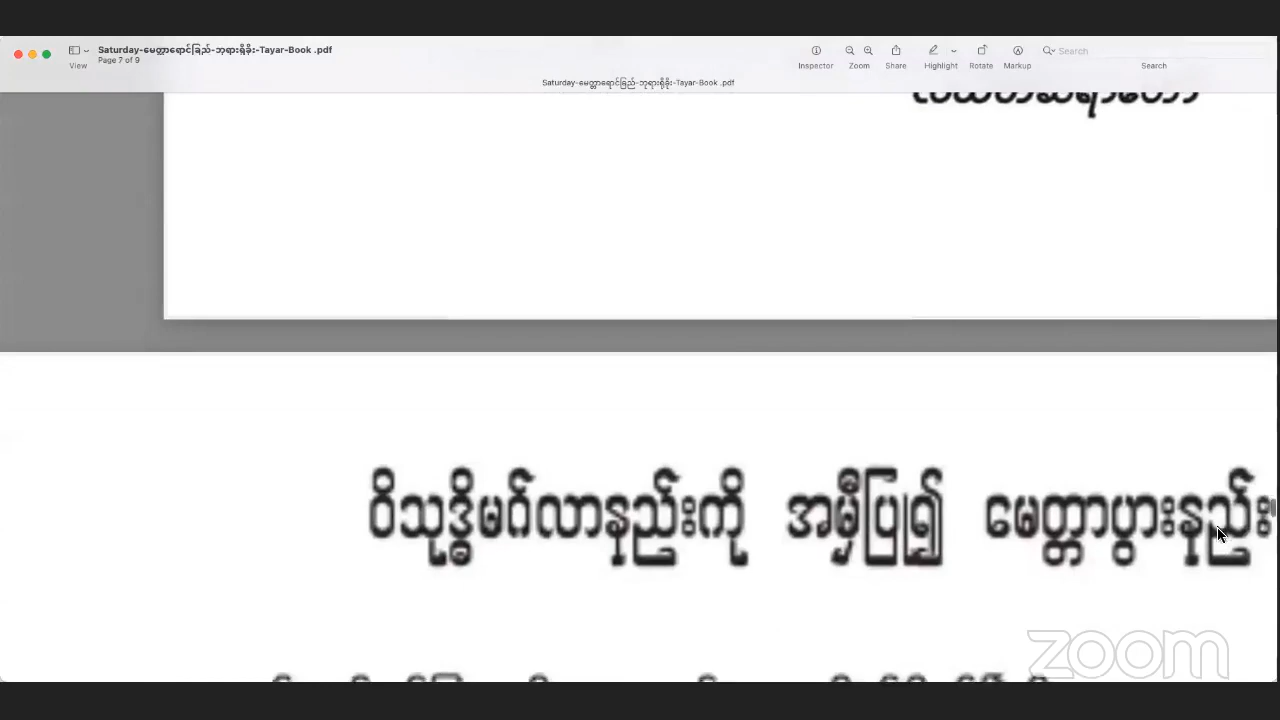 Saturday-မေတ္တာရောင်ခြည်-ဘုရားရှိခိုး-Tayar-Book .pdf
Page 7 of 9
View
Inspector
Zoom
Share
Highlight
Rotate
Markup
Search
Search
Saturday-မေတ္တာရောင်ခြည်-ဘုရားရှိခိုး-Tayar-Book .pdf
ဝိသုဒ္ဓိမဂ်လာနည်းကို အမှီပြု၍ မေတ္တာပွားနည်း
zoom